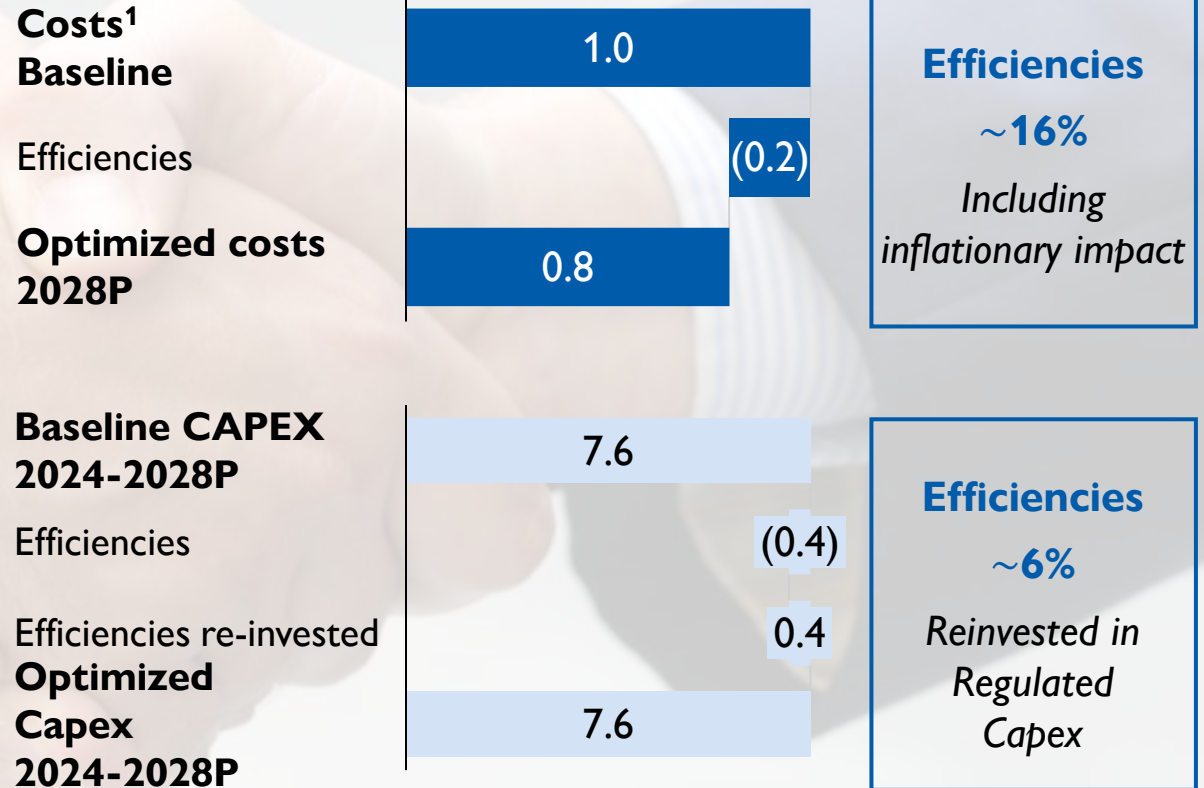 Costs¹
Baseline
1.0
Efficiencies
(0.2)
Optimized costs
2028P
0.8
Efficiencies
~16%
Including
inflationary impact
Baseline CAPEX
2024-2028P
7.6
Efficiencies
(0.4)
Efficiencies re-invested
0.4
Optimized
Capex
2024-2028P
7.6
Efficiencies
~6%
Reinvested in
Regulated
Capex